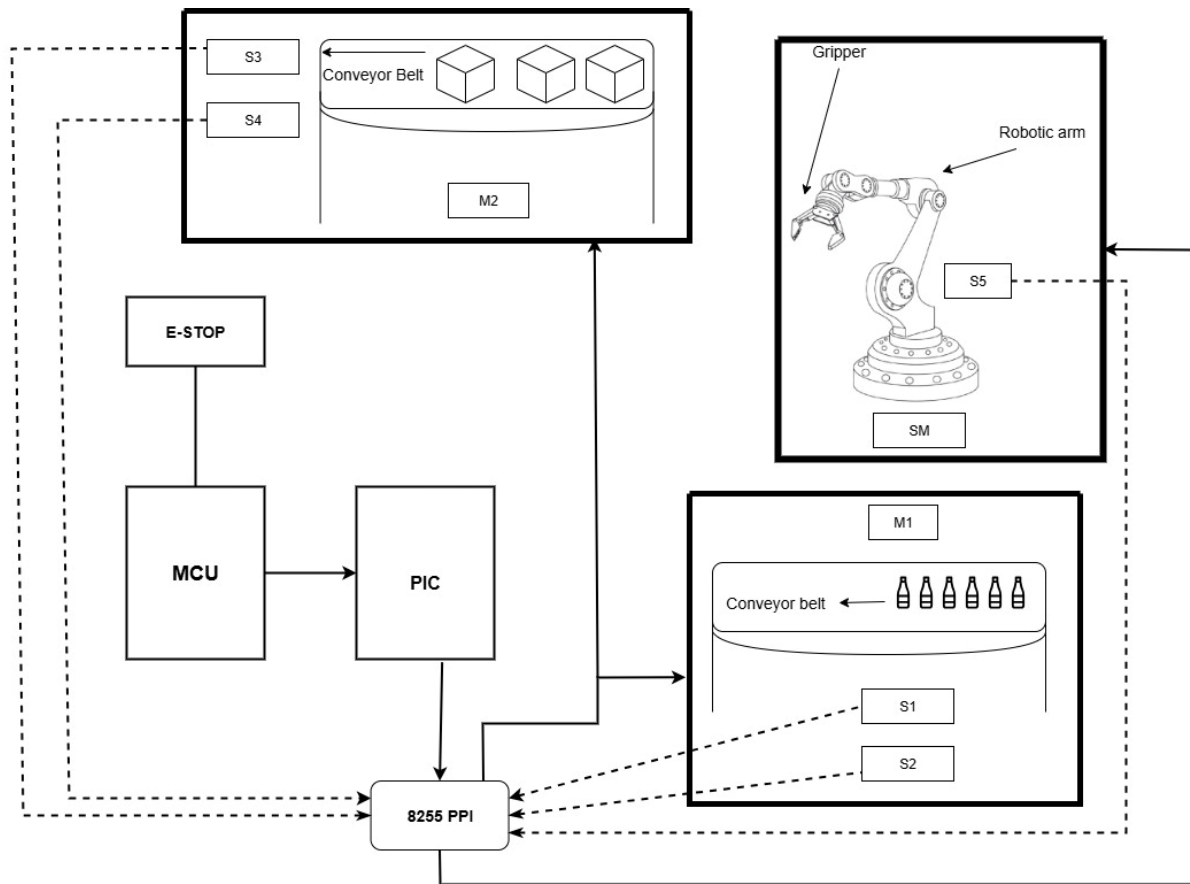 S3
Conveyor Belt
S4
M2
Gripper
Robotic arm
S5
SM
E-STOP
MCU
PIC
M1
Conveyor belt
S1
S2
8255 PPI